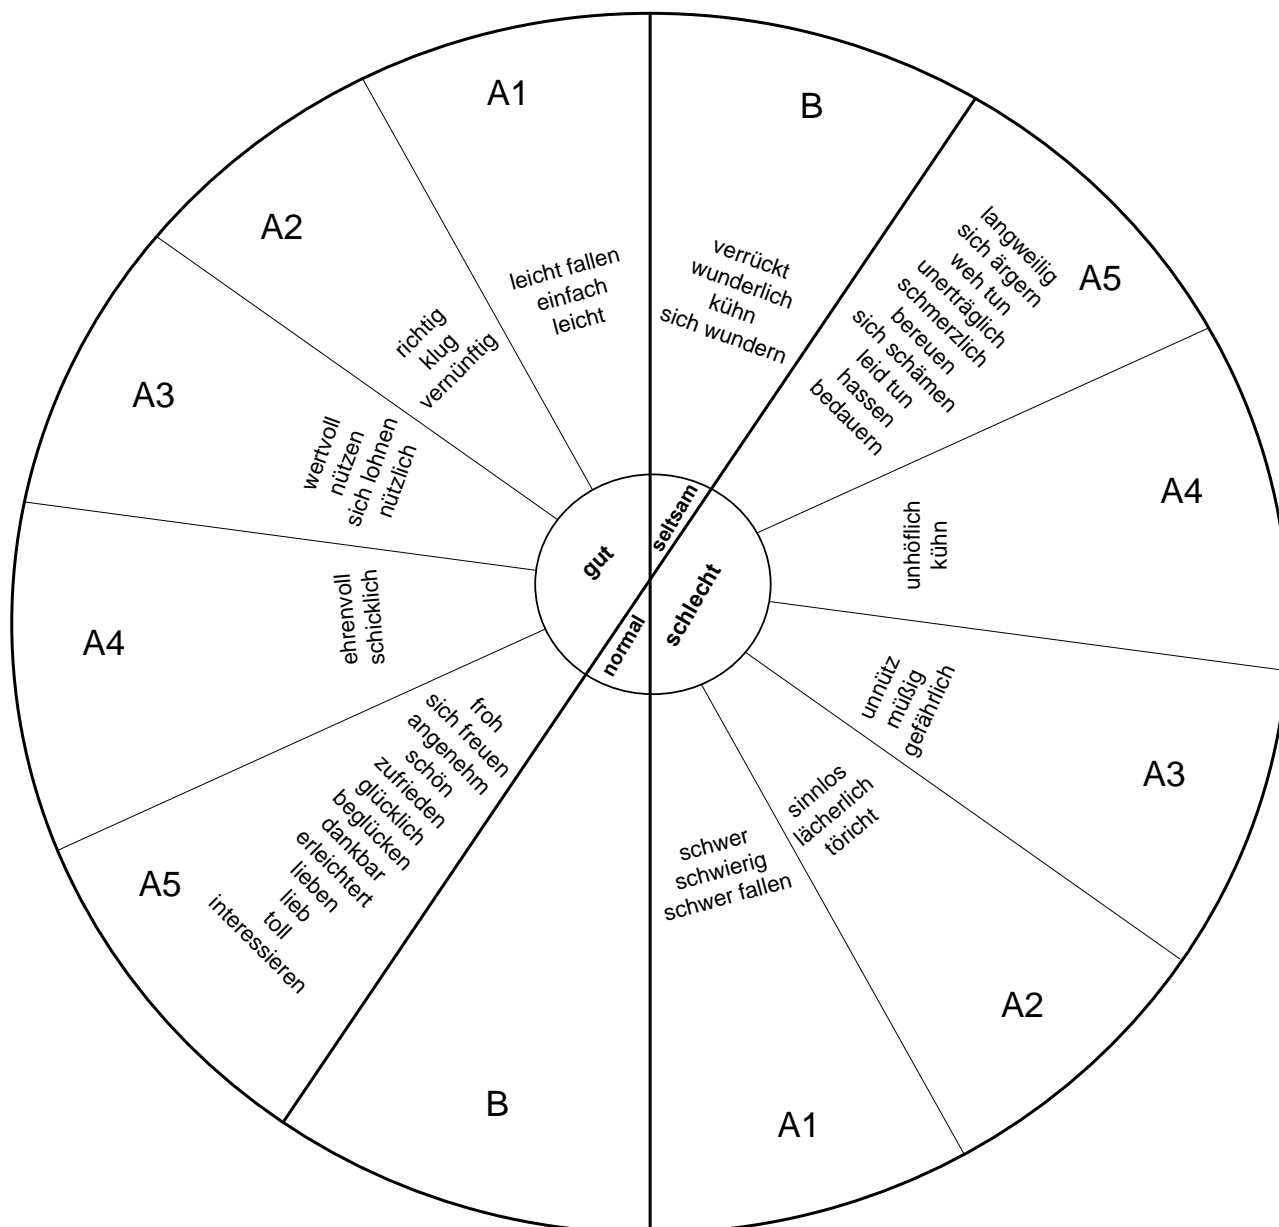 A1
leicht fallen
einfach
leicht
B
verrückt
wunderlich
kühn
sich wundern
A5
langweilig
sich ärgern
weh tun
unerträglich
schmerzlich
bereuen
sich schämen
leid tun
hassen
bedauern
A2
richtig
klug
vernünftig
A3
wertvoll
nützen
sich lohnen
nützlich
A4
unhöflich
kühn
gut
seltsam
schlecht
normal
A4
ehrenvoll
schicklich
A3
unnütz
müßig
gefährlich
A5
froh
sich freuen
angenehm
schön
zufrieden
glücklich
beglücken
dankbar
erleichtert
lieben
lieb
toll
interessieren
A2
sinnlos
lächerlich
töricht
A1
schwer
schwierig
schwer fallen
B